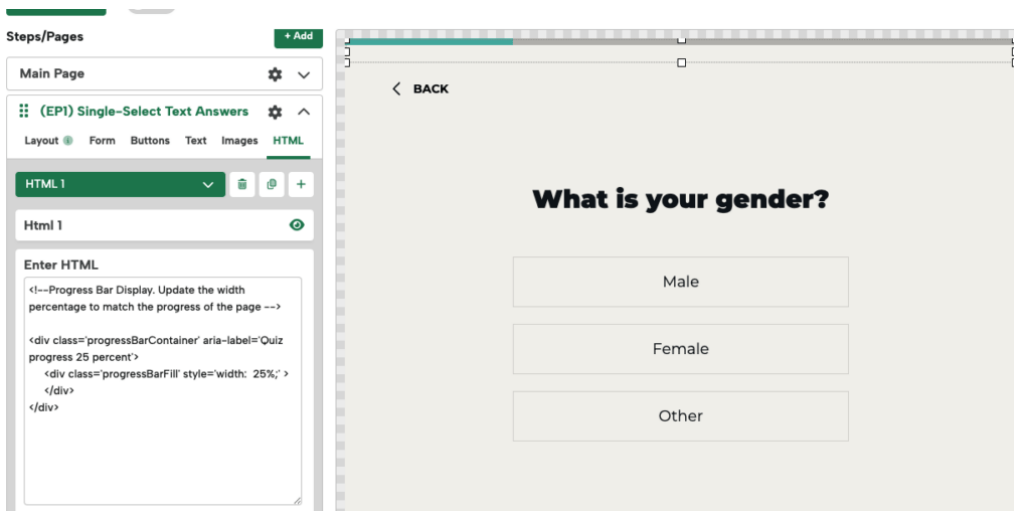 Steps/Pages
+ Add
Main Page
(EP1) Single-Select Text Answers
Layout Form Buttons Text Images HTML
HTML 1
Html 1
Enter HTML
<!--Progress Bar Display. Update the width
percentage to match the progress of the page -->
<div class='progressBarContainer' aria-label='Quiz
progress 25 percent'>
<div class='progressBarFill' style='width: 25%;' >
</div>
</div>
BACK
What is your gender?
Male
Female
Other